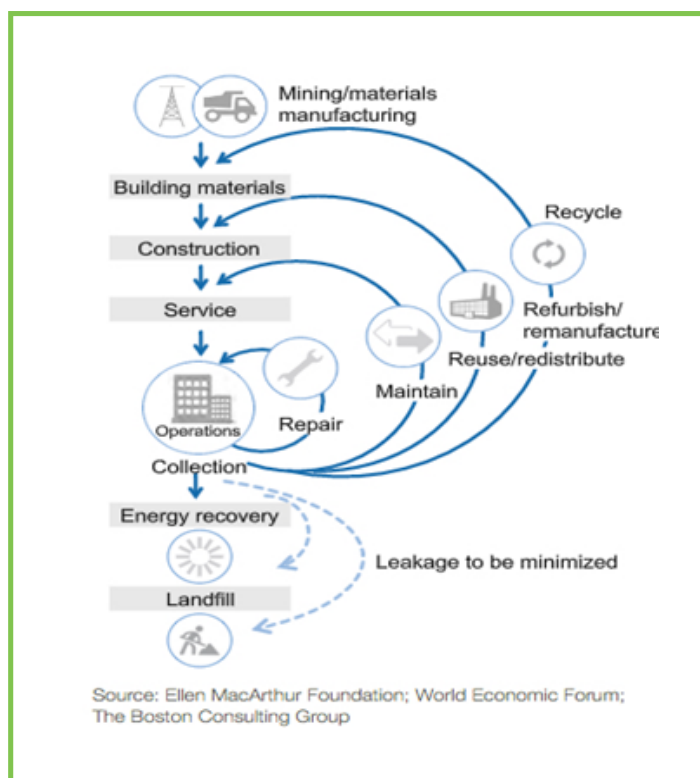 Mining/materials
manufacturing
Building materials
Recycle
Construction
Service
Refurbish/
remanufacture
Reuse/redistribute
Maintain
Repair
Operations
Collection
Energy recovery
Leakage to be minimized
Landfill
Source: Ellen MacArthur Foundation; World Economic Forum;
The Boston Consulting Group